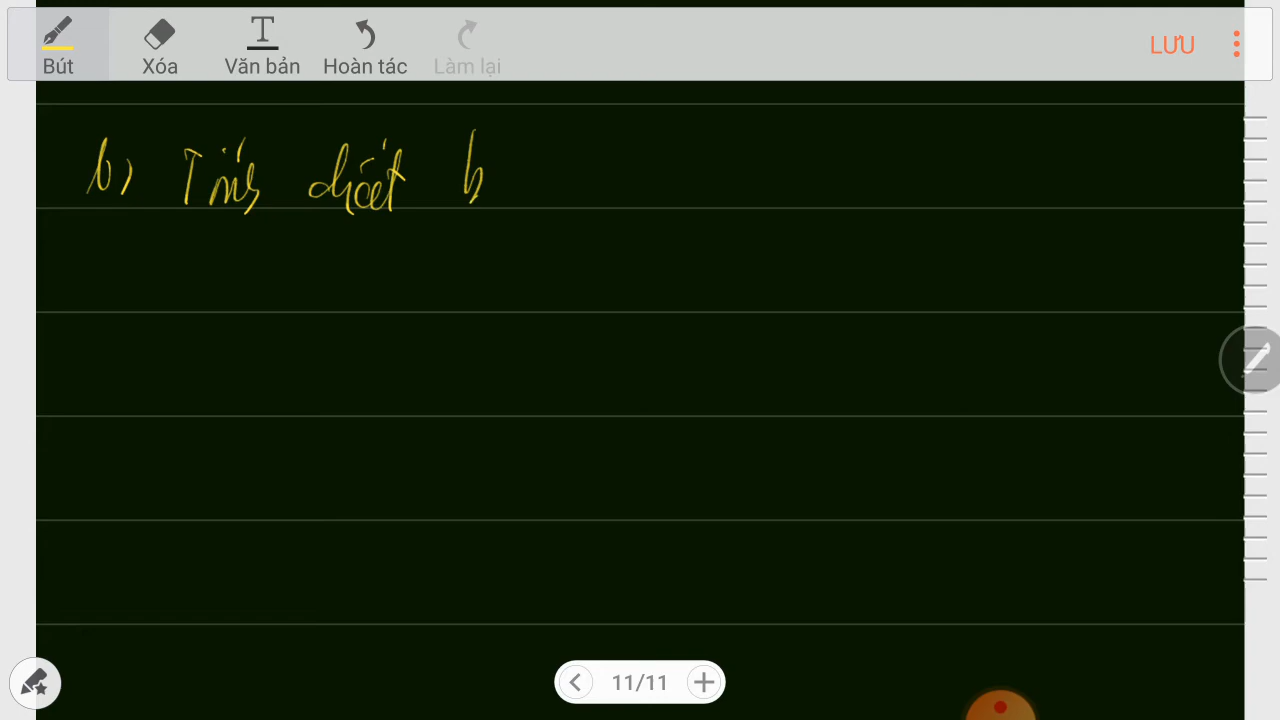 Bút Xóa Văn bản Hoàn tác Làm lại LƯU
b) Tính chất h
11/11